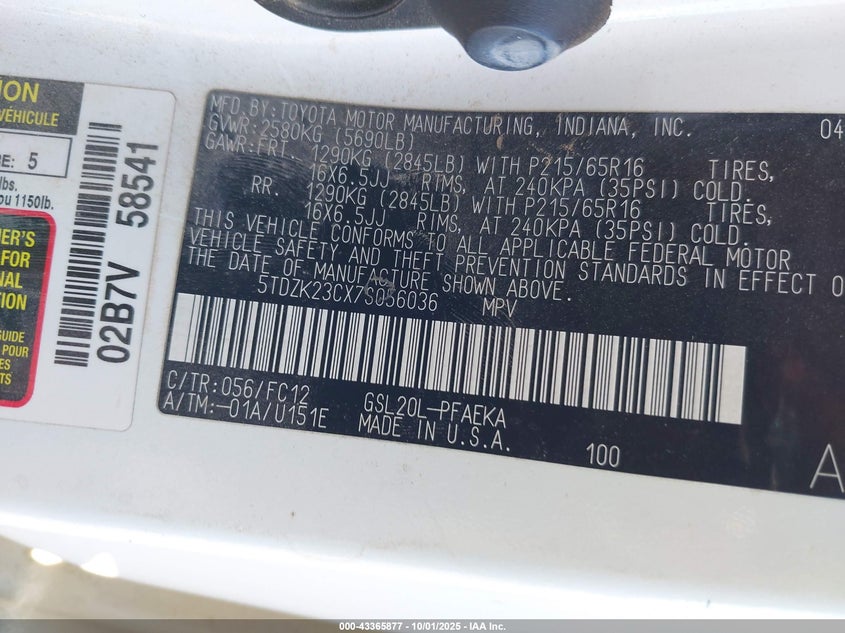 MFD. BY: TOYOTA MOTOR MANUFACTURING, INDIANA, INC. 04
GVWR: 2580KG (5690LB)
GAWR: FRT. 1290KG (2845LB) WITH P215/65R16 TIRES,
16X6.5JJ RIMS, AT 240KPA (35PSI) COLD.
RR. 1290KG (2845LB) WITH P215/65R16 TIRES,
16X6.5JJ RIMS, AT 240KPA (35PSI) COLD.
THIS VEHICLE CONFORMS TO ALL APPLICABLE FEDERAL MOTOR
VEHICLE SAFETY AND THEFT PREVENTION STANDARDS IN EFFECT O
THE DATE OF MANUFACTURE SHOWN ABOVE.
5TDZK23CX7S056036 MPV
C/TR: 056/FC12 GSL20L-PFAEKA
A/TM: -01A/U151E MADE IN U.S.A.
100
A
ION
VÉHICULE
E: 5
lbs.
ou 1150lb.
02B7V 58541
NER'S
FOR
NAL
ON
GUIDE
POUR
ES
TS
000-43365877 - 10/01/2025 - IAA Inc.